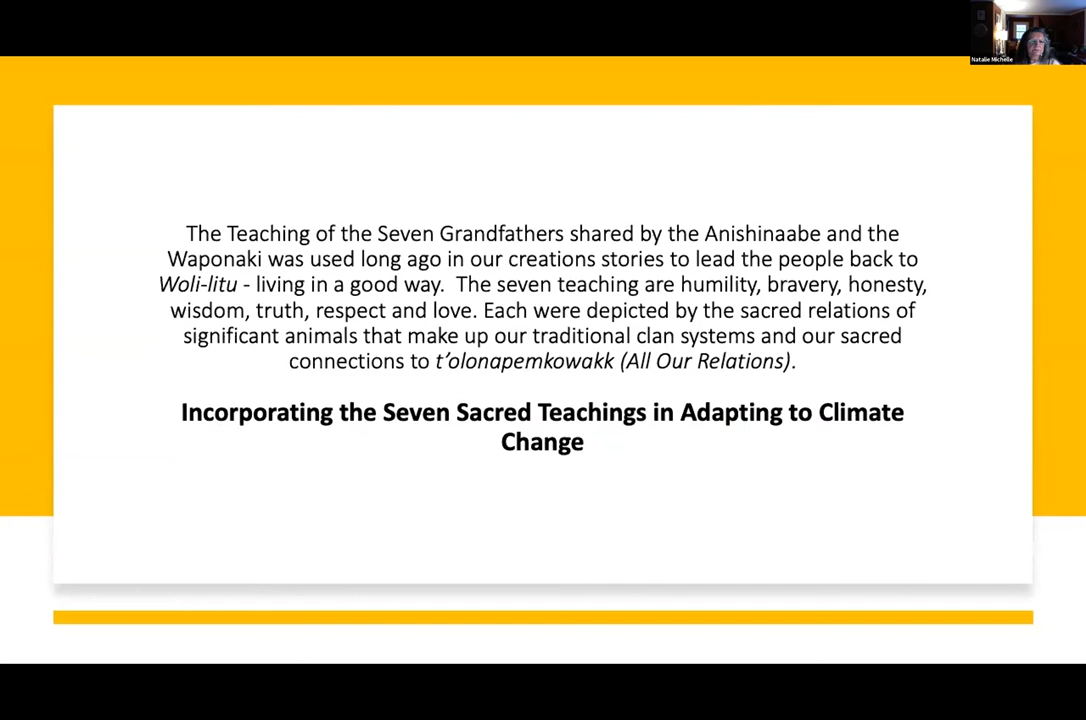 Natalie Michelle
The Teaching of the Seven Grandfathers shared by the Anishinaabe and the
Waponaki was used long ago in our creations stories to lead the people back to
Woli-litu - living in a good way.  The seven teaching are humility, bravery, honesty,
wisdom, truth, respect and love. Each were depicted by the sacred relations of
significant animals that make up our traditional clan systems and our sacred
connections to t’olonapemkowakk (All Our Relations).
Incorporating the Seven Sacred Teachings in Adapting to Climate
Change